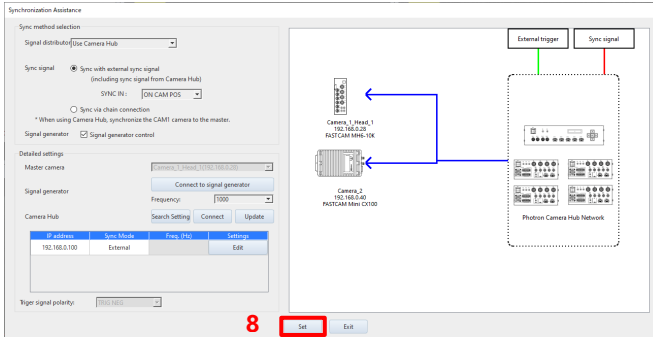 Synchronization Assistance
Sync method selection
Signal distributor Use Camera Hub
Sync signal Sync with external sync signal
(including sync signal from Camera Hub)
SYNC IN : ON CAM POS
Sync via chain connection
* When using Camera Hub, synchronize the CAM1 camera to the master.
Signal generator Signal generator control
Detailed settings
Master camera Camera_1_Head_1(192.168.0.28)
Signal generator Connect to signal generator
Frequency: 1000
Camera Hub Search Setting Connect Update
IP address Sync Mode Freq. (Hz) Settings
192.168.0.100 External Edit
Triger signal polarity: TRIG NEG
External trigger Sync signal
Camera_1_Head_1
192.168.0.28
FASTCAM MH6-10K
Camera_2
192.168.0.40
FASTCAM Mini CX100
Photron Camera Hub Network
8 Set Exit